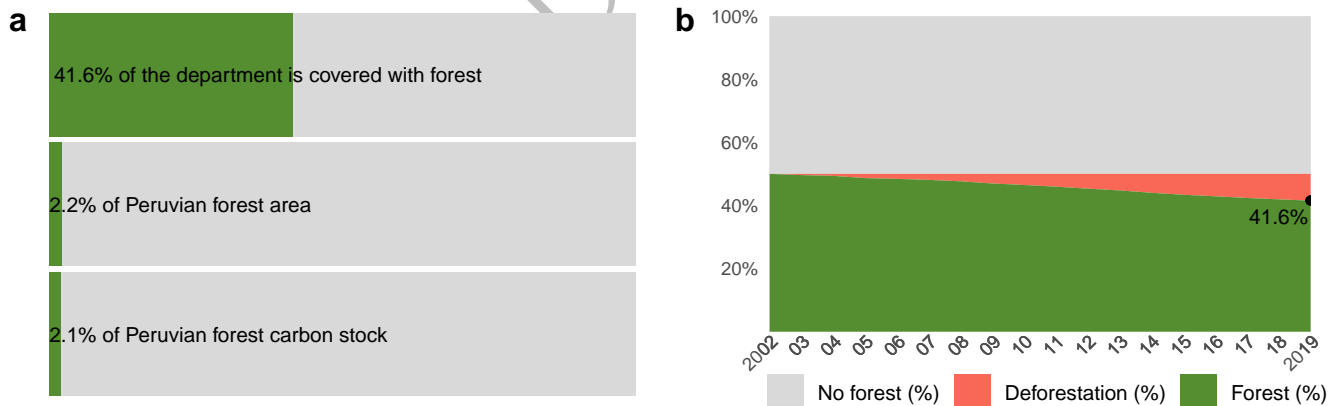 a
41.6% of the department is covered with forest
2.2% of Peruvian forest area
2.1% of Peruvian forest carbon stock
b
100%
80%
60%
40%
20%
41.6%
2002 03 04 05 06 07 08 09 10 11 12 13 14 15 16 17 18 2019
No forest (%) Deforestation (%) Forest (%)